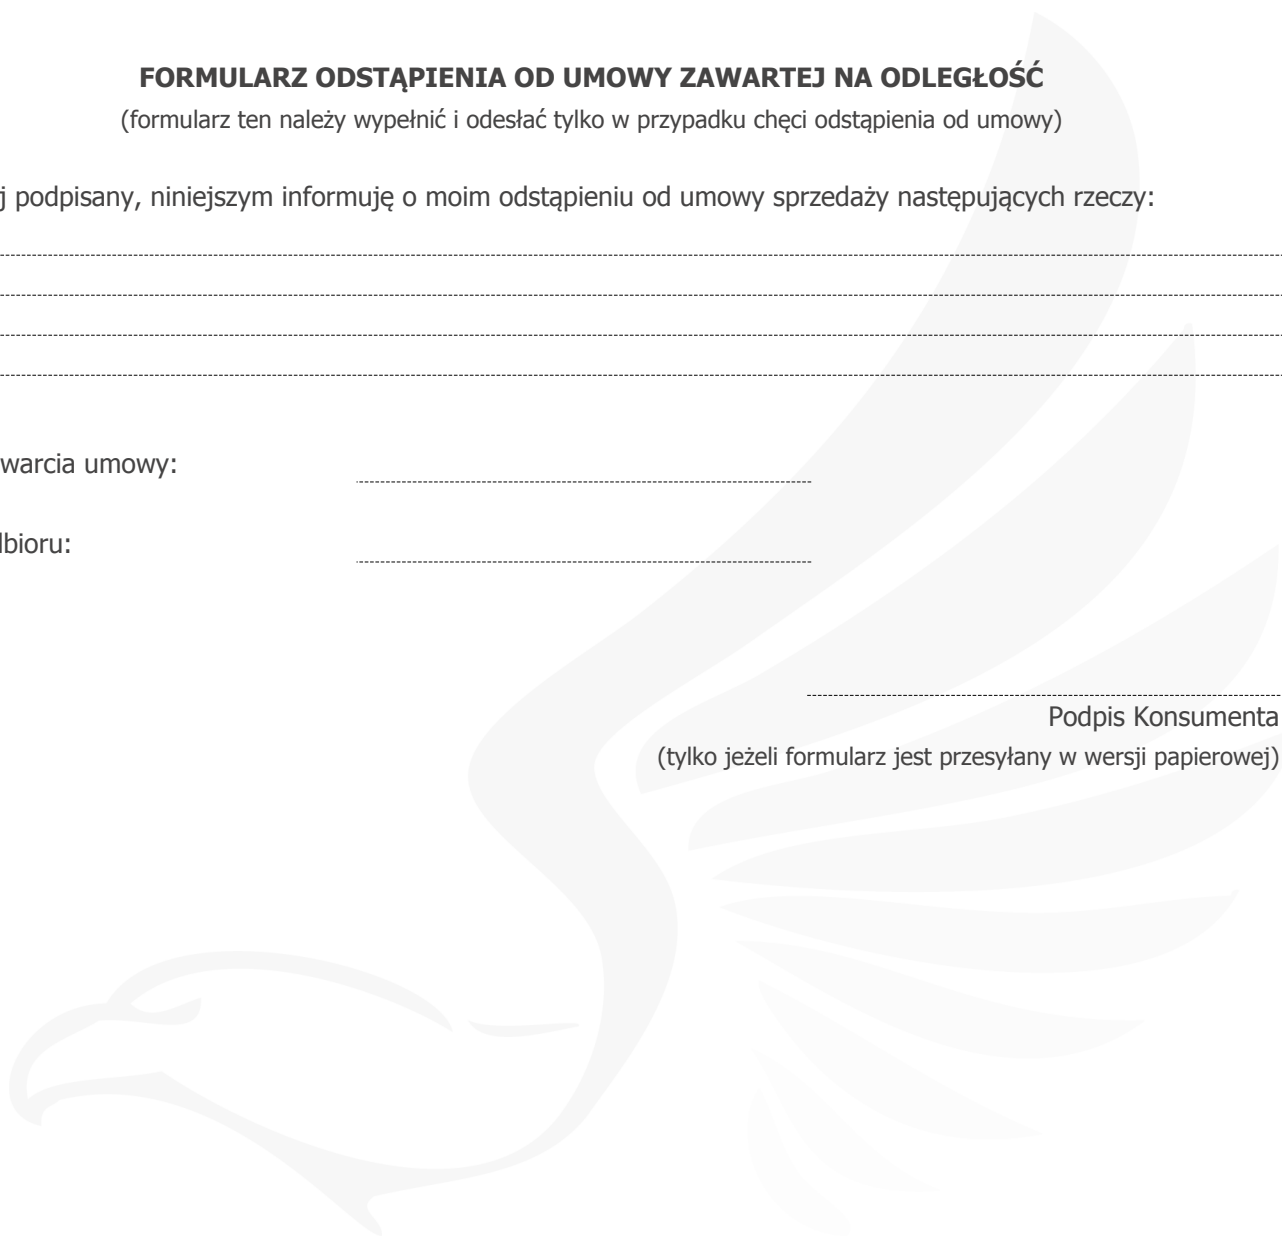 FORMULARZ ODSTĄPIENIA OD UMOWY ZAWARTEJ NA ODLEGŁOŚĆ
(formularz ten należy wypełnić i odesłać tylko w przypadku chęci odstąpienia od umowy)
j podpisany, niniejszym informuję o moim odstąpieniu od umowy sprzedaży następujących rzeczy:
warcia umowy:
dbioru:
Podpis Konsumenta
(tylko jeżeli formularz jest przesyłany w wersji papierowej)